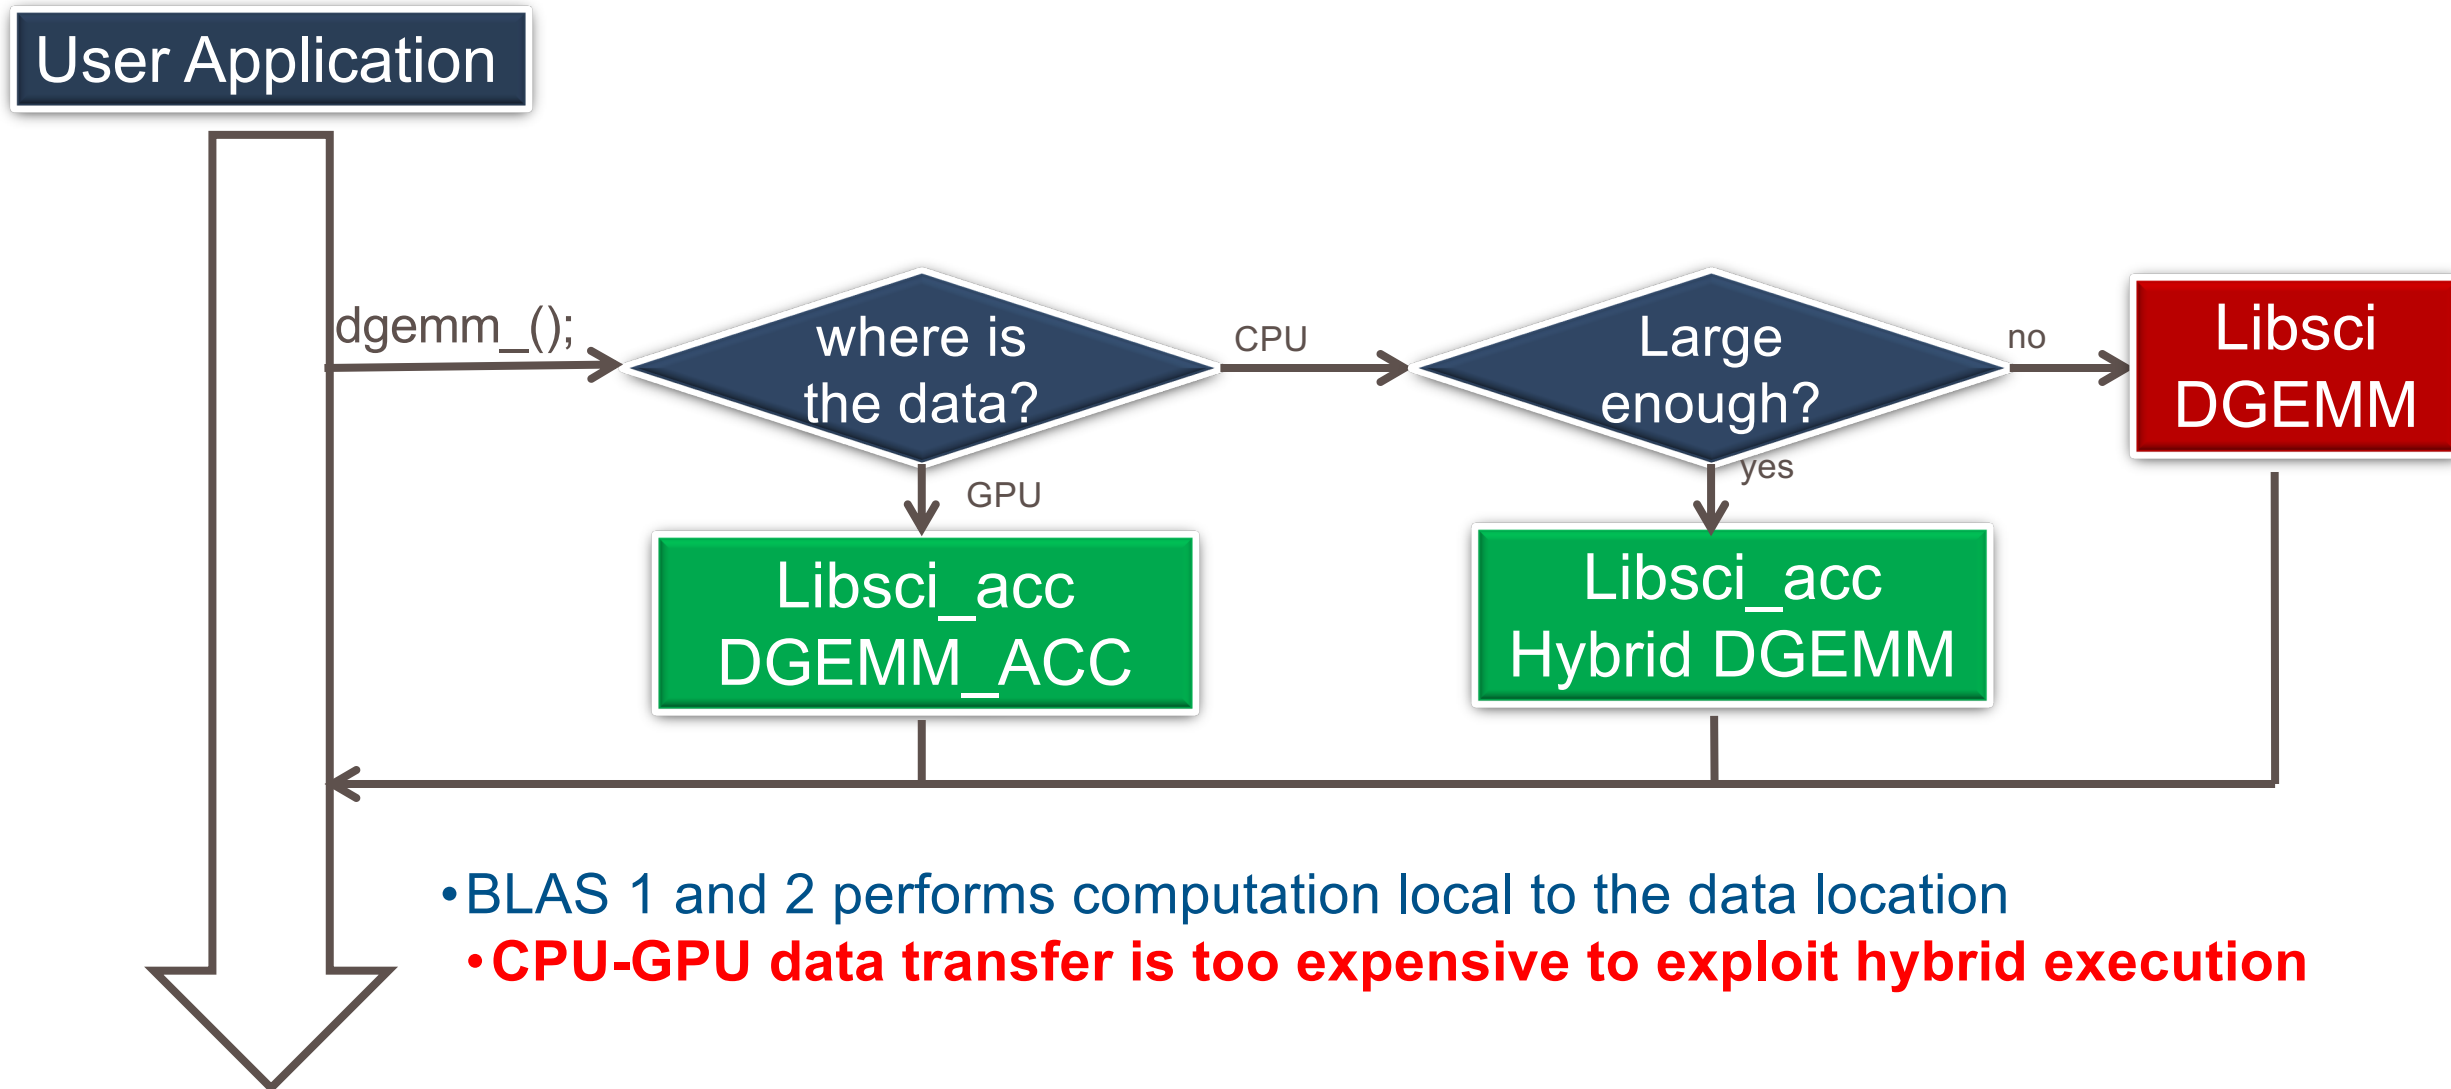 User Application
dgemm_();
where is
the data?
CPU
Large
enough?
no
Libsci
DGEMM
GPU
yes
Libsci_acc
DGEMM_ACC
Libsci_acc
Hybrid DGEMM
•BLAS 1 and 2 performs computation local to the data location
•CPU-GPU data transfer is too expensive to exploit hybrid execution